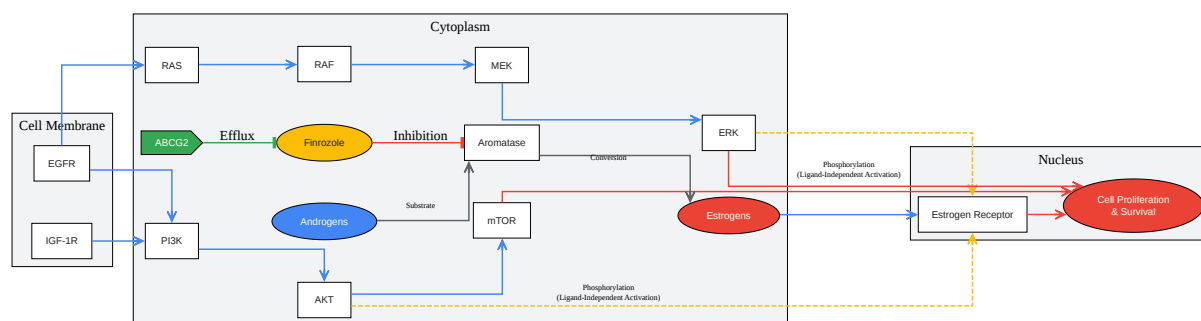 Cytoplasm
RAS
RAF
MEK
Cell Membrane
ABCG2
Efflux
Finrozole
Inhibition
Aromatase
ERK
EGFR
Conversion
Phosphorylation
(Ligand-Independent Activation)
Nucleus
Substrate
Androgens
mTOR
Estrogens
Estrogen Receptor
Cell Proliferation
& Survival
IGF-1R
PI3K
AKT
Phosphorylation
(Ligand-Independent Activation)